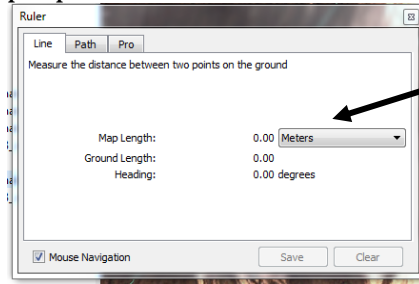 Ruler
Line Path Pro
Measure the distance between two points on the ground
Map Length: 0.00 Meters
Ground Length: 0.00
Heading: 0.00 degrees
Mouse Navigation Save Clear